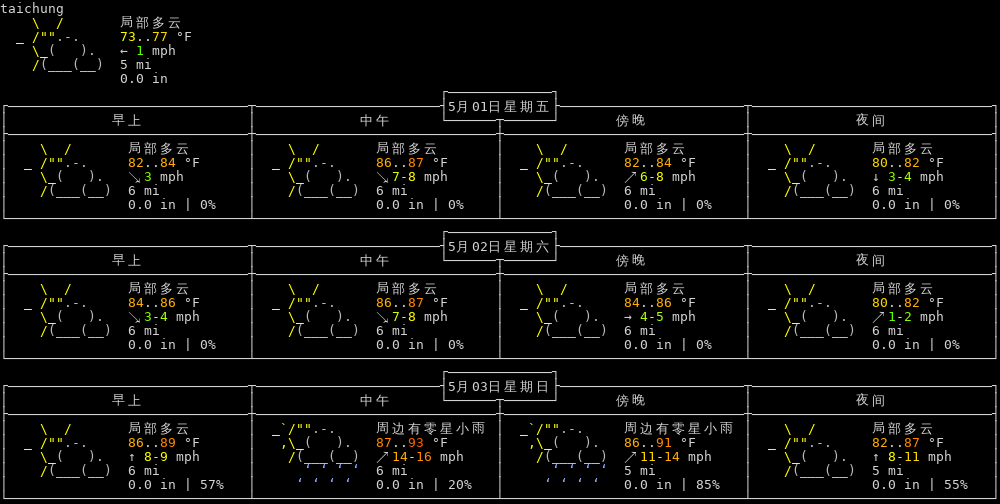 taichung
局部多云
73..77 °F
← 1 mph
5 mi
0.0 in
5月01日星期五
早上 中午 傍晚 夜间
局部多云 局部多云 局部多云 局部多云
82..84 °F 86..87 °F 82..84 °F 80..82 °F
↘ 3 mph ↘ 7-8 mph ↗ 6-8 mph ↓ 3-4 mph
6 mi 6 mi 6 mi 6 mi
0.0 in | 0% 0.0 in | 0% 0.0 in | 0% 0.0 in | 0%
5月02日星期六
早上 中午 傍晚 夜间
局部多云 局部多云 局部多云 局部多云
84..86 °F 86..87 °F 84..86 °F 80..82 °F
↘ 3-4 mph ↘ 7-8 mph → 4-5 mph ↗ 1-2 mph
6 mi 6 mi 6 mi 6 mi
0.0 in | 0% 0.0 in | 0% 0.0 in | 0% 0.0 in | 0%
5月03日星期日
早上 中午 傍晚 夜间
局部多云 周边有零星小雨 周边有零星小雨 局部多云
86..89 °F 87..93 °F 86..91 °F 82..87 °F
↑ 8-9 mph ↗ 14-16 mph ↗ 11-14 mph ↑ 8-11 mph
6 mi 6 mi 5 mi 5 mi
0.0 in | 57% 0.0 in | 20% 0.0 in | 85% 0.0 in | 55%